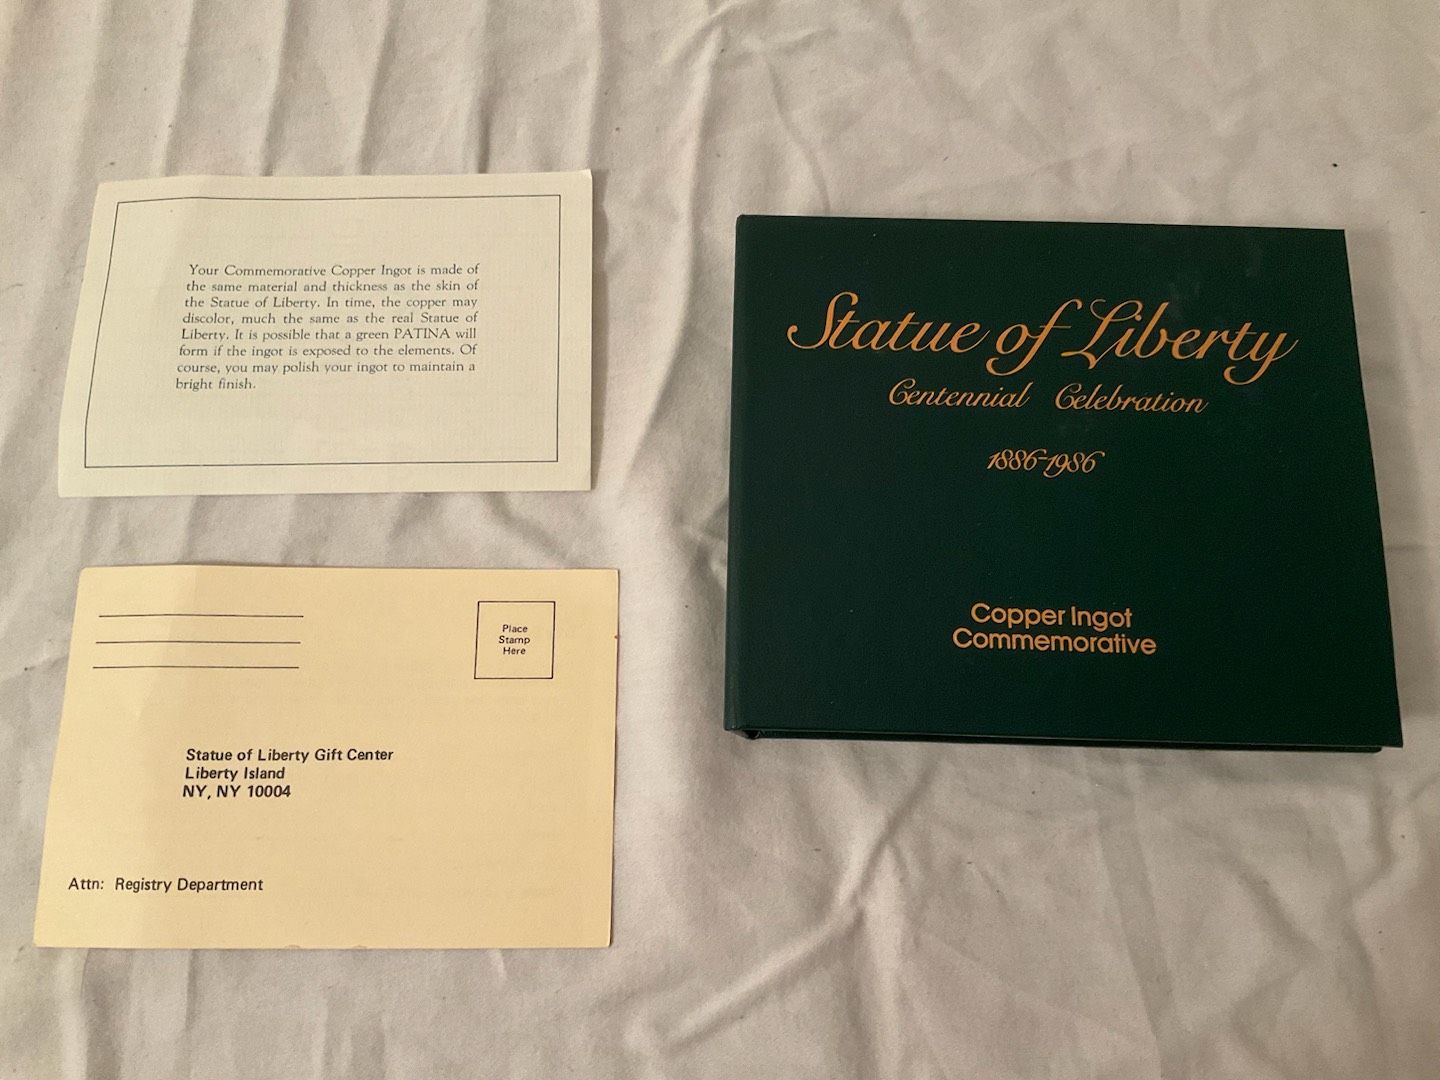 Your Commemorative Copper Ingot is made of
the same material and thickness as the skin of
the Statue of Liberty. In time, the copper may
discolor, much the same as the real Statue of
Liberty. It is possible that a green PATINA will
form if the ingot is exposed to the elements. Of
course, you may polish your ingot to maintain a
bright finish.
Place
Stamp
Here
Statue of Liberty Gift Center
Liberty Island
NY, NY 10004
Attn: Registry Department
Statue of Liberty
Centennial Celebration
1886-1986
Copper Ingot
Commemorative